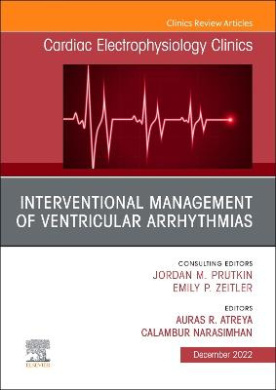 Clinics Review Articles
Cardiac Electrophysiology Clinics
INTERVENTIONAL MANAGEMENT
OF VENTRICULAR ARRHYTHMIAS
CONSULTING EDITORS
JORDAN M. PRUTKIN
EMILY P. ZEITLER
EDITORS
AURAS R. ATREYA
CALAMBUR NARASIMHAN
ELSEVIER
December 2022